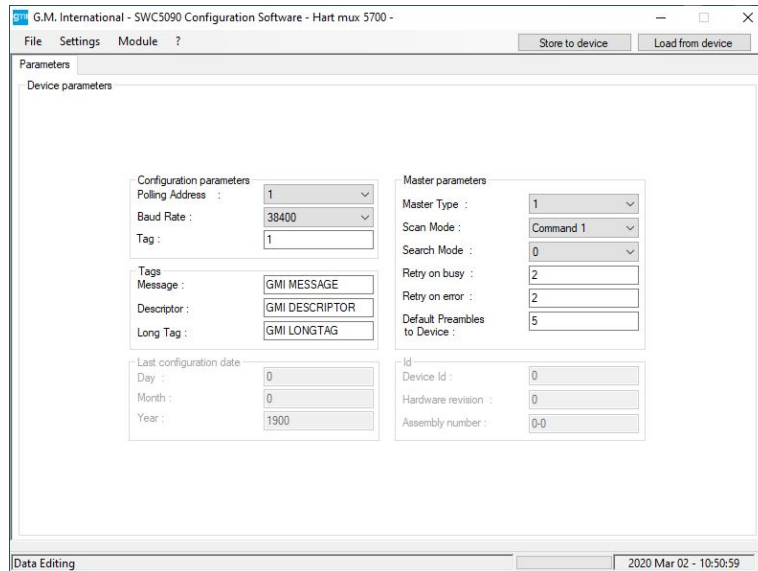 gmi G.M. International - SWC5090 Configuration Software - Hart mux 5700 -
File Settings Module ? Store to device Load from device
Parameters
Device parameters
Configuration parameters
Polling Address : 1
Baud Rate : 38400
Tag : 1
Tags
Message : GMI MESSAGE
Descriptor : GMI DESCRIPTOR
Long Tag : GMI LONGTAG
Last configuration date
Day : 0
Month : 0
Year : 1900
Master parameters
Master Type : 1
Scan Mode : Command 1
Search Mode : 0
Retry on busy : 2
Retry on error : 2
Default Preambles
to Device : 5
Id
Device Id : 0
Hardware revision : 0
Assembly number : 0-0
Data Editing 2020 Mar 02 - 10:50:59